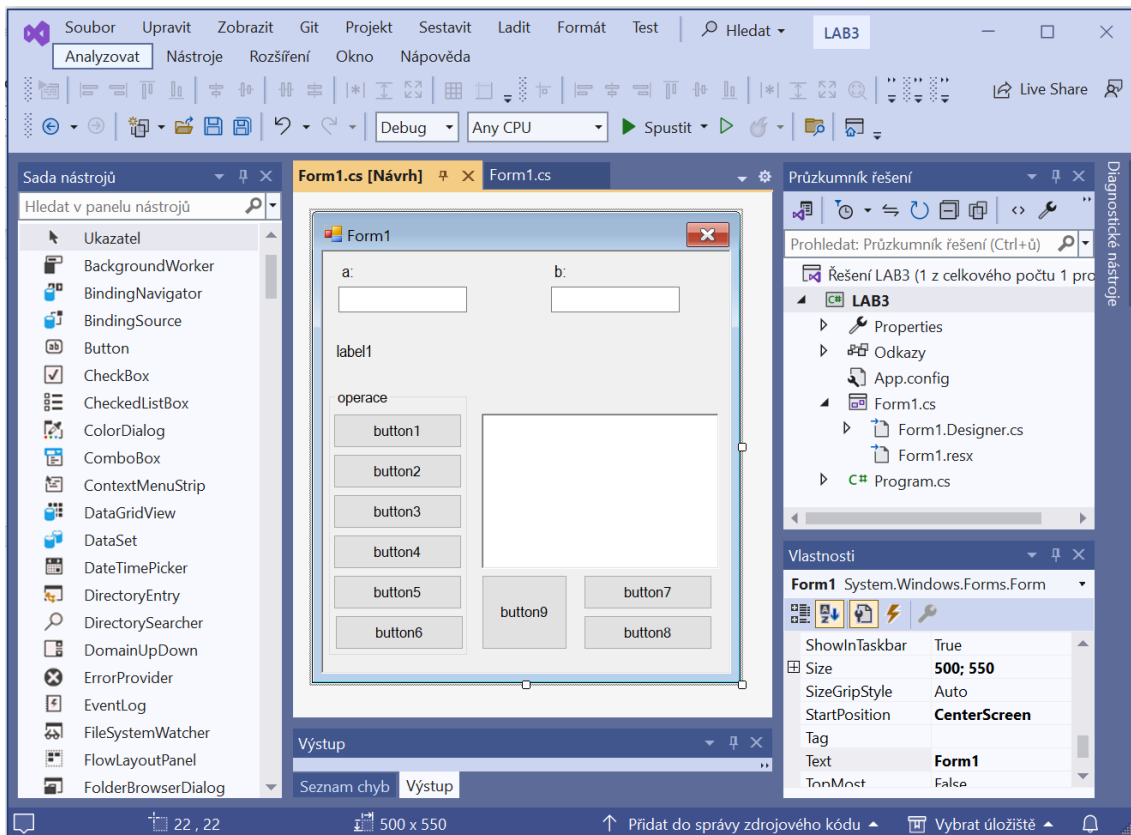 Soubor Upravit Zobrazit Git Projekt Sestavit Ladit Formát Test Hledat LAB3
Analyzovat Nástroje Rozšíření Okno Nápověda
Live Share
Debug Any CPU Spustit
Sada nástrojů
Hledat v panelu nástrojů
Ukazatel
BackgroundWorker
BindingNavigator
BindingSource
Button
CheckBox
CheckedListBox
ColorDialog
ComboBox
ContextMenuStrip
DataGridView
DataSet
DateTimePicker
DirectoryEntry
DirectorySearcher
DomainUpDown
ErrorProvider
EventLog
FileSystemWatcher
FlowLayoutPanel
FolderBrowserDialog
Form1.cs [Návrh] Form1.cs
Form1
a: b:
label1
operace
button1
button2
button3
button4
button5
button6
button9
button7
button8
Výstup
Seznam chyb Výstup
Průzkumník řešení
Prohledat: Průzkumník řešení (Ctrl+ú)
Řešení LAB3 (1 z celkového počtu 1 pro
C# LAB3
Properties
Odkazy
App.config
Form1.cs
Form1.Designer.cs
Form1.resx
C# Program.cs
Vlastnosti
Form1 System.Windows.Forms.Form
ShowInTaskbar True
Size 500; 550
SizeGripStyle Auto
StartPosition CenterScreen
Tag
Text Form1
TopMost False
Diagnostické nástroje
22 , 22 500 x 550 Přidat do správy zdrojového kódu Vybrat úložiště